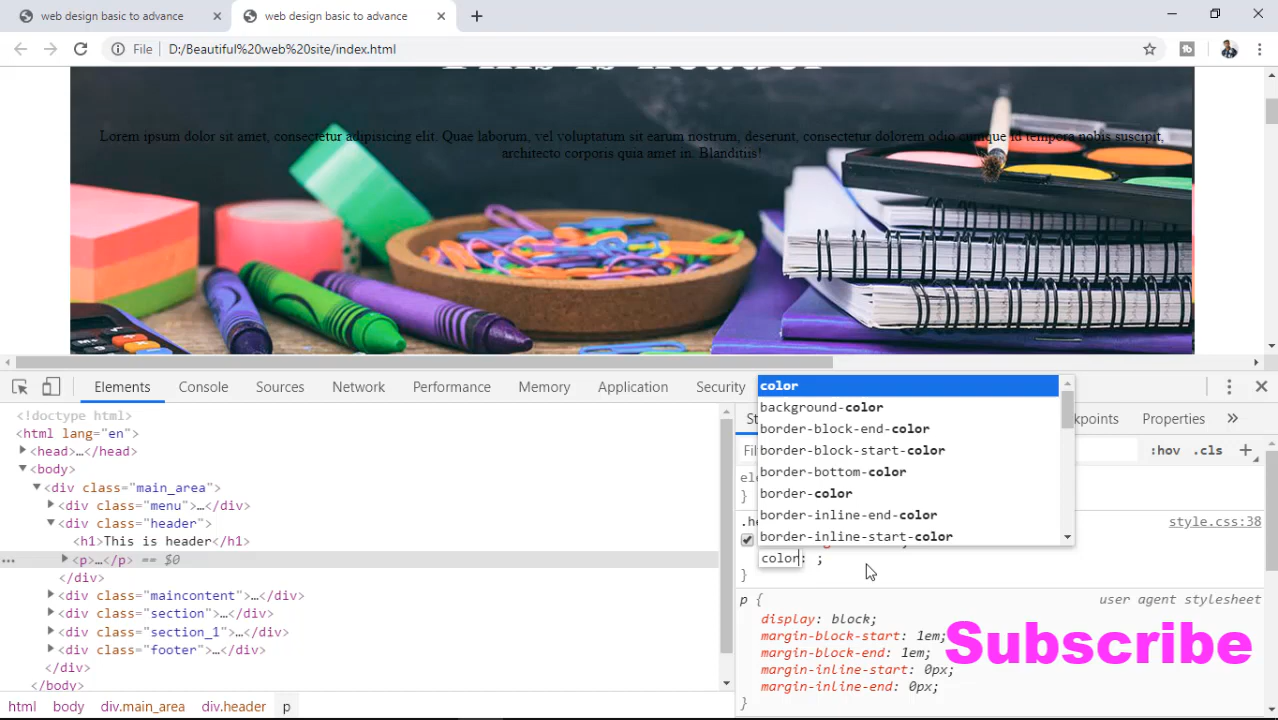 web design basic to advance
web design basic to advance
File
D:/Beautiful%20web%20site/index.html
Lorem ipsum dolor sit amet, consectetur adipisicing elit. Quae laborum, vel voluptatum sit earum nostrum, deserunt, consectetur dolorem odio cumque id tempora nobis suscipit,
architecto corporis quia amet in. Blanditiis!
Elements
Console
Sources
Network
Performance
Memory
Application
Security
color
background-color
border-block-end-color
border-block-start-color
border-bottom-color
border-color
border-inline-end-color
border-inline-start-color
Properties
:hov
.cls
<!doctype html>
<html lang="en">
<head>…</head>
<body>
<div class="main_area">
<div class="menu">…</div>
<div class="header">
<h1>This is header</h1>
<p>…</p> == $0
</div>
<div class="maincontent">…</div>
<div class="section">…</div>
<div class="section_1">…</div>
<div class="footer">…</div>
</div>
</body>
style.css:38
color: ;
}
p {
user agent stylesheet
display: block;
margin-block-start: 1em;
margin-block-end: 1em;
margin-inline-start: 0px;
margin-inline-end: 0px;
}
Subscribe
html
body
div.main_area
div.header
p